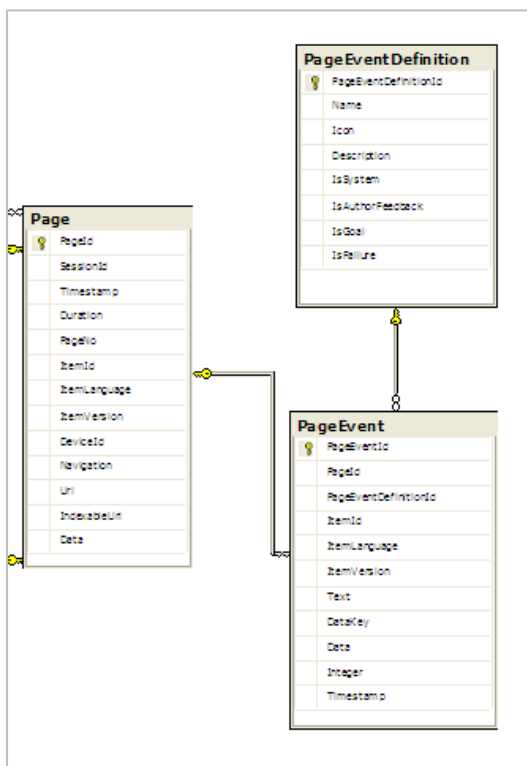 PageEventDefinition
PageEventDefinitionId
Name
Icon
Description
IsSystem
IsAuthorFeedback
IsGoal
IsFailure
Page
PageId
SessionId
Timestamp
Duration
PageNo
ItemId
ItemLanguage
ItemVersion
DeviceId
Navigation
Url
IndexableUrl
Data
PageEvent
PageEventId
PageId
PageEventDefinitionId
ItemId
ItemLanguage
ItemVersion
Text
DataKey
Data
Integer
Timestamp